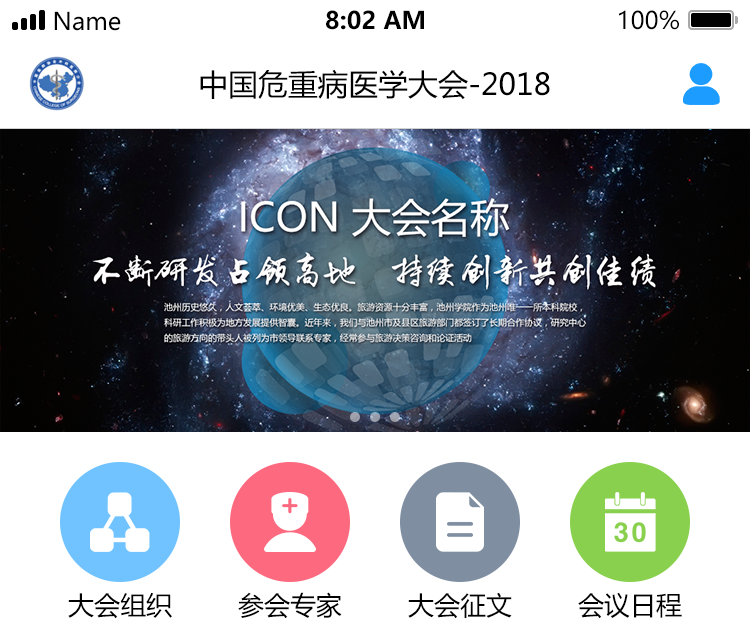 Name
8:02 AM
100%
中国危重病医学大会-2018
ICON 大会名称
不断研发占领高地 持续创新共创佳绩
池州历史悠久，人文荟萃、环境优美、生态优良。旅游资源十分丰富，池州学院作为池州唯一一所本科院校，
科研工作积极为地方发展提供智囊。近年来，我们与池州市及县区旅游部门都签订了长期合作协议，研究中心
的旅游方向的带头人被列为市领导联系专家，经常参与旅游决策咨询和论证活动
30
大会组织
参会专家
大会征文
会议日程